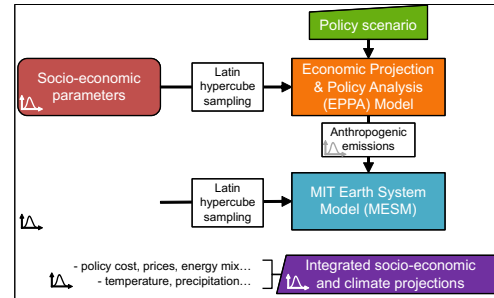 Policy scenario
Socio-economic
parameters
Latin
hypercube
sampling
Economic Projection
& Policy Analysis
(EPPA) Model
Anthropogenic
emissions
Latin
hypercube
sampling
MIT Earth System
Model (MESM)
- policy cost, prices, energy mix...
- temperature, precipitation...
Integrated socio-economic
and climate projections